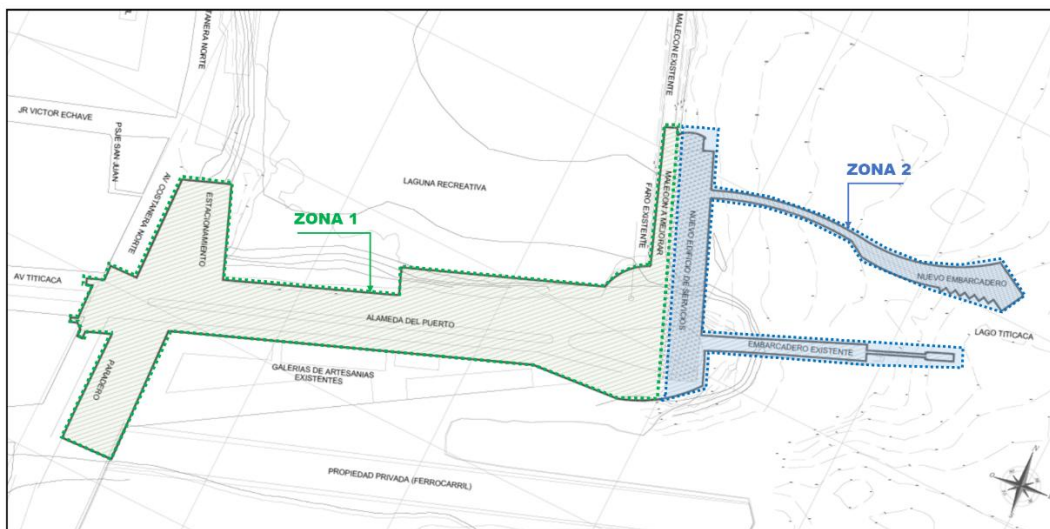 TANERA NORTE
MALECON EXISTENTE
JR VICTOR ECHAVE
PSJE SAN JUAN
AV COSTANERA NORTE
ESTACIONAMIENTO
LAGUNA RECREATIVA
ZONA 1
FARO EXISTENTE
MALECON A MEJORAR
NUEVO EDIFICIO DE SERVICIOS
ZONA 2
NUEVO EMBARCADERO
AV TITICACA
ALAMEDA DEL PUERTO
LAGO TITICACA
EMBARCADERO EXISTENTE
PARADERO
GALERIAS DE ARTESANIAS
EXISTENTES
PROPIEDAD PRIVADA (FERROCARRIL)
N
O